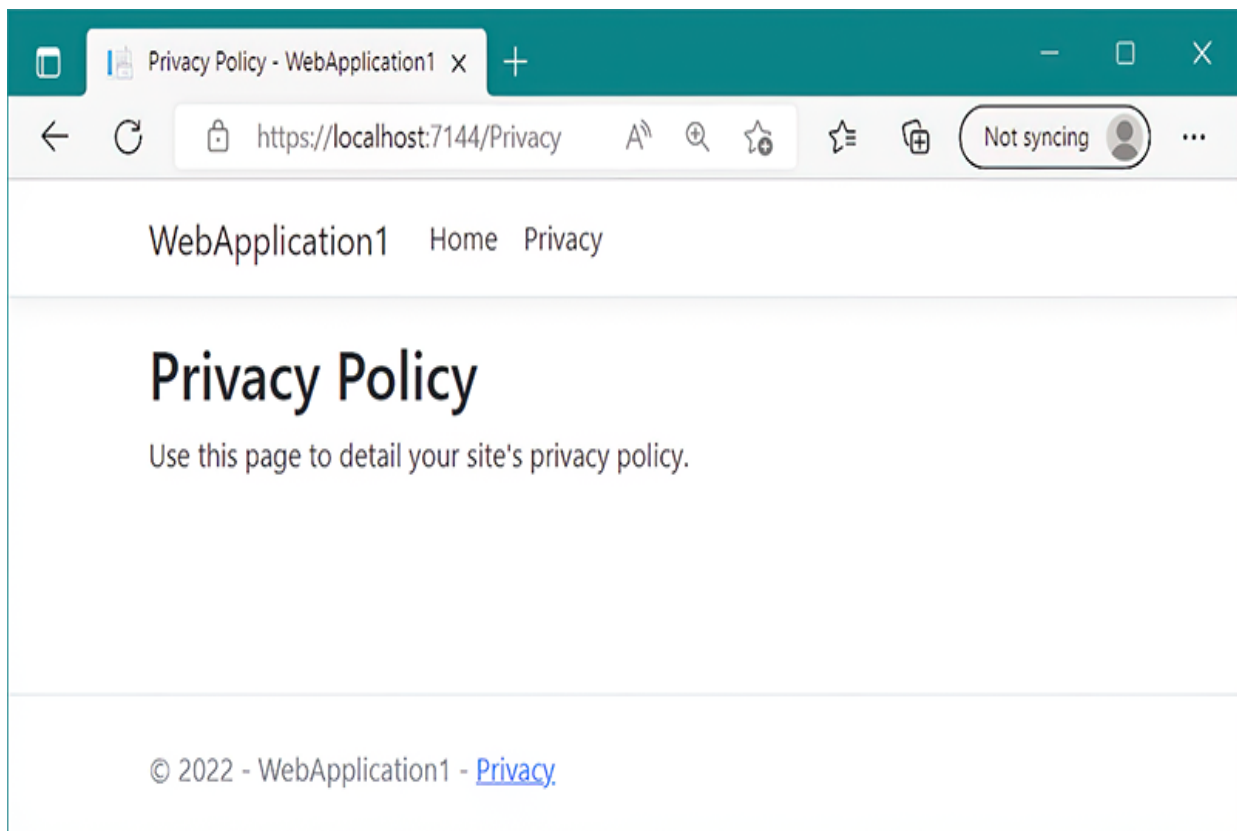 Privacy Policy - WebApplication1
https://localhost:7144/Privacy
Not syncing
WebApplication1 Home Privacy
Privacy Policy
Use this page to detail your site's privacy policy.
© 2022 - WebApplication1 - Privacy